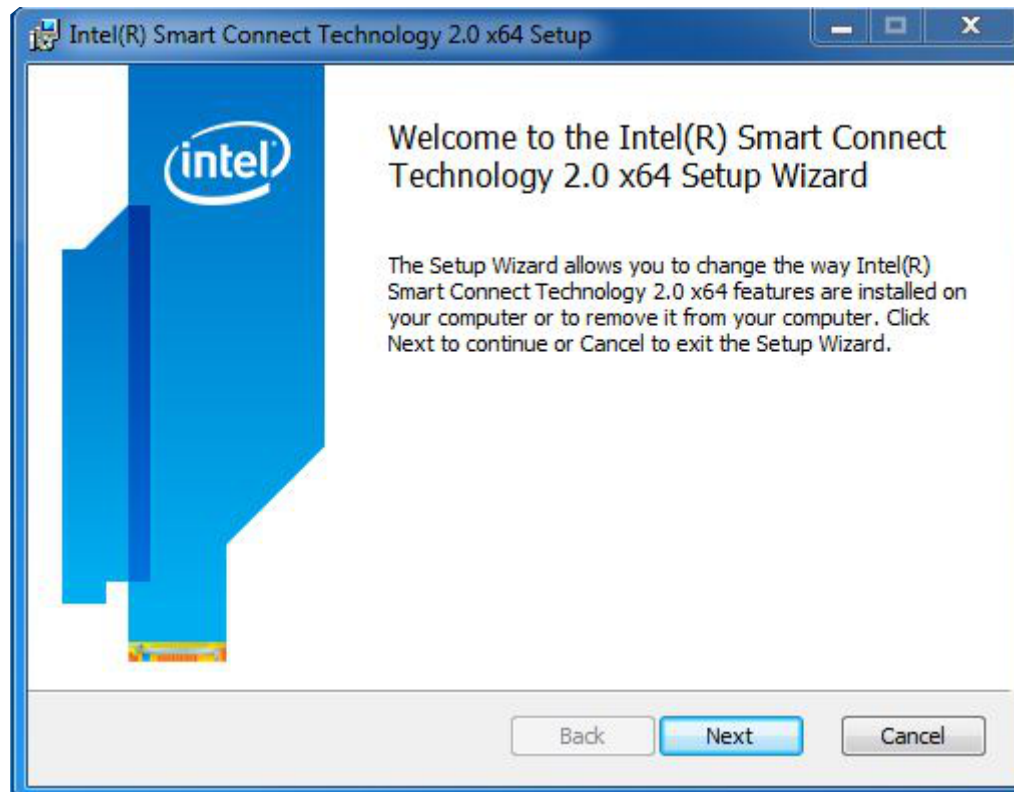 Intel(R) Smart Connect Technology 2.0 x64 Setup
intel
Welcome to the Intel(R) Smart Connect
Technology 2.0 x64 Setup Wizard
The Setup Wizard allows you to change the way Intel(R)
Smart Connect Technology 2.0 x64 features are installed on
your computer or to remove it from your computer. Click
Next to continue or Cancel to exit the Setup Wizard.
Back
Next
Cancel